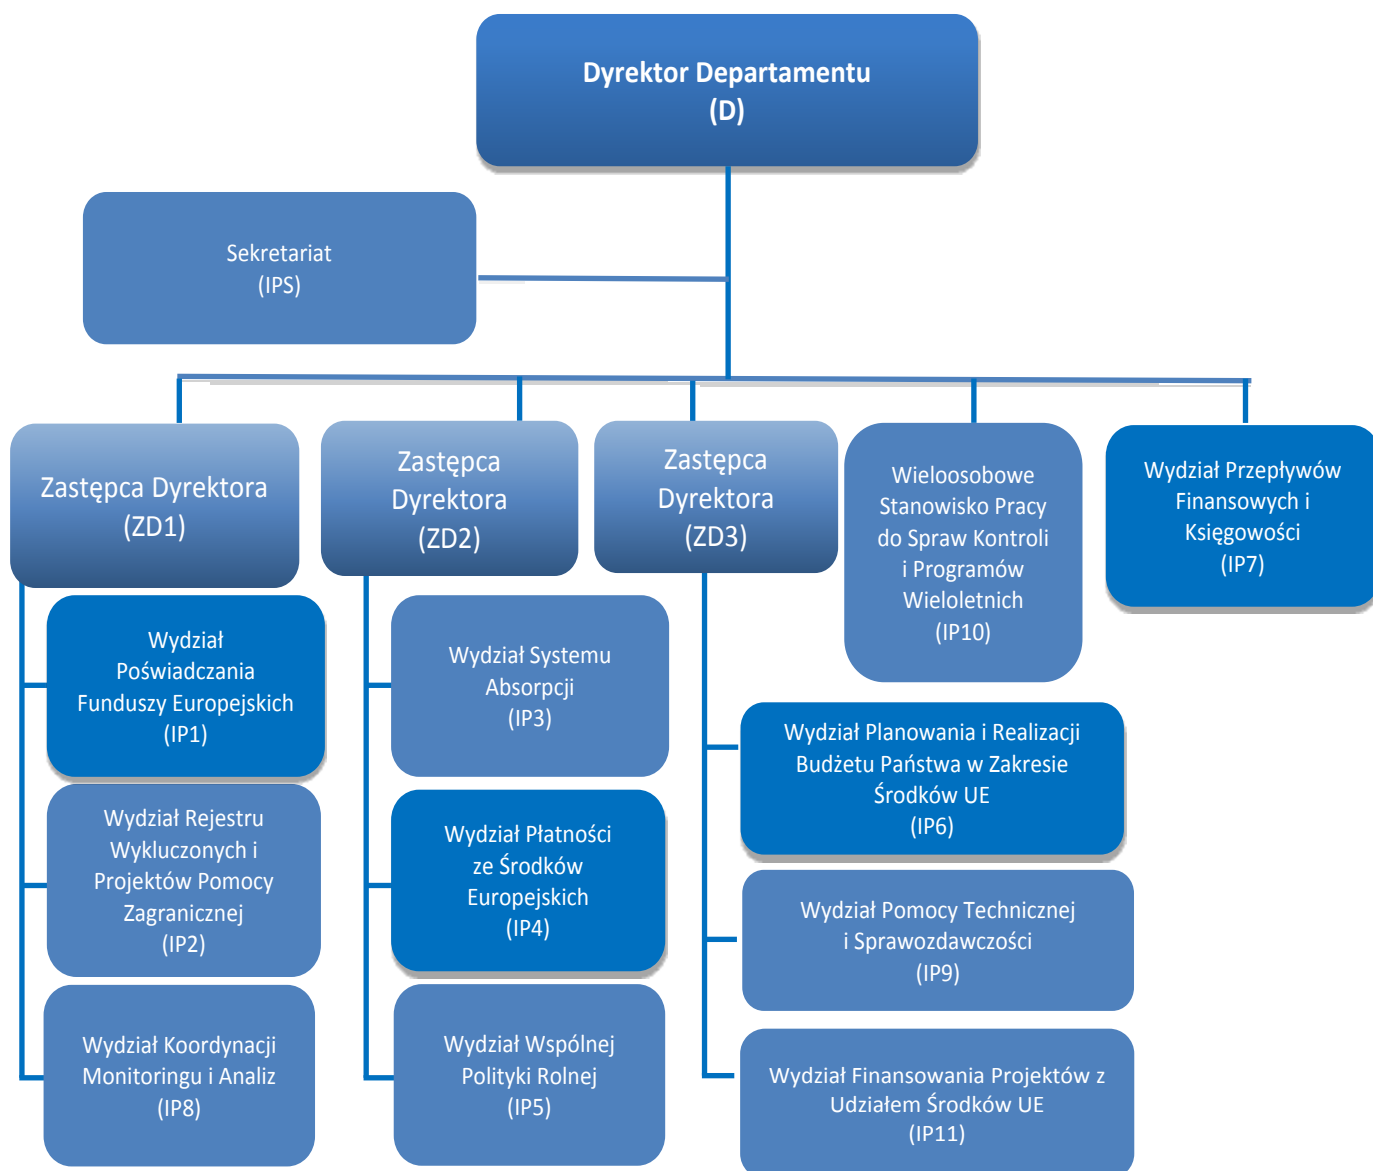 Dyrektor Departamentu
(D)
Sekretariat
(IPS)
Zastępca Dyrektora
(ZD1)
Zastępca
Dyrektora
(ZD2)
Zastępca
Dyrektora
(ZD3)
Wieloosobowe
Stanowisko Pracy
do Spraw Kontroli
i Programów
Wieloletnich
(IP10)
Wydział Przepływów
Finansowych i
Księgowości
(IP7)
Wydział
Poświadczania
Funduszy Europejskich
(IP1)
Wydział Rejestru
Wykluczonych i
Projektów Pomocy
Zagranicznej
(IP2)
Wydział Koordynacji
Monitoringu i Analiz
(IP8)
Wydział Systemu
Absorpcji
(IP3)
Wydział Płatności
ze Środków
Europejskich
(IP4)
Wydział Wspólnej
Polityki Rolnej
(IP5)
Wydział Planowania i Realizacji
Budżetu Państwa w Zakresie
Środków UE
(IP6)
Wydział Pomocy Technicznej
i Sprawozdawczości
(IP9)
Wydział Finansowania Projektów z
Udziałem Środków UE
(IP11)